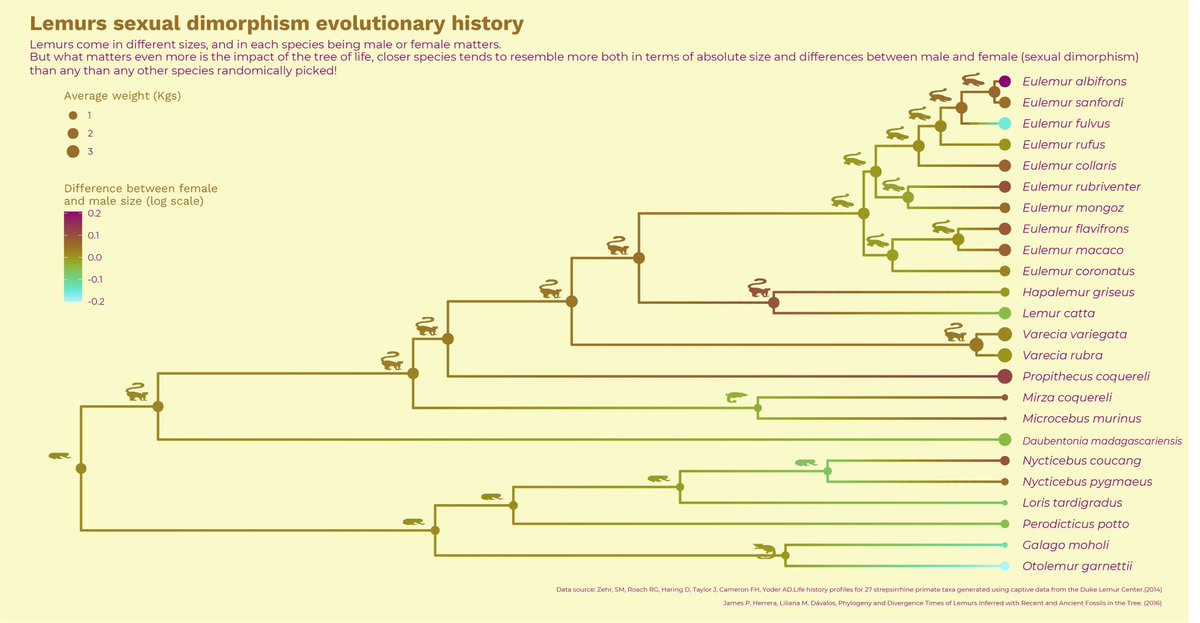 Lemurs sexual dimorphism evolutionary history
Lemurs come in different sizes, and in each species being male or female matters.
But what matters even more is the impact of the tree of life, closer species tends to resemble more both in terms of absolute size and differences between male and female (sexual dimorphism)
than any than any other species randomically picked!
Average weight (Kgs)
1
2
3
Difference between female
and male size (log scale)
0.2
0.1
0.0
-0.1
-0.2
Eulemur albifrons
Eulemur sanfordi
Eulemur fulvus
Eulemur rufus
Eulemur collaris
Eulemur rubriventer
Eulemur mongoz
Eulemur flavifrons
Eulemur macaco
Eulemur coronatus
Hapalemur griseus
Lemur catta
Varecia variegata
Varecia rubra
Propithecus coquereli
Mirza coquereli
Microcebus murinus
Daubentonia madagascariensis
Nycticebus coucang
Nycticebus pygmaeus
Loris tardigradus
Perodicticus potto
Galago moholi
Otolemur garnettii
Data source: Zehr, SM, Roach RG, Haring D, Taylor J, Cameron FH, Yoder AD.Life history profiles for 27 strepsirrhine primate taxa generated using captive data from the Duke Lemur Center.(2014)
James P. Herrera, Liliana M. Dávalos, Phylogeny and Divergence Times of Lemurs Inferred with Recent and Ancient Fossils in the Tree. (2016)